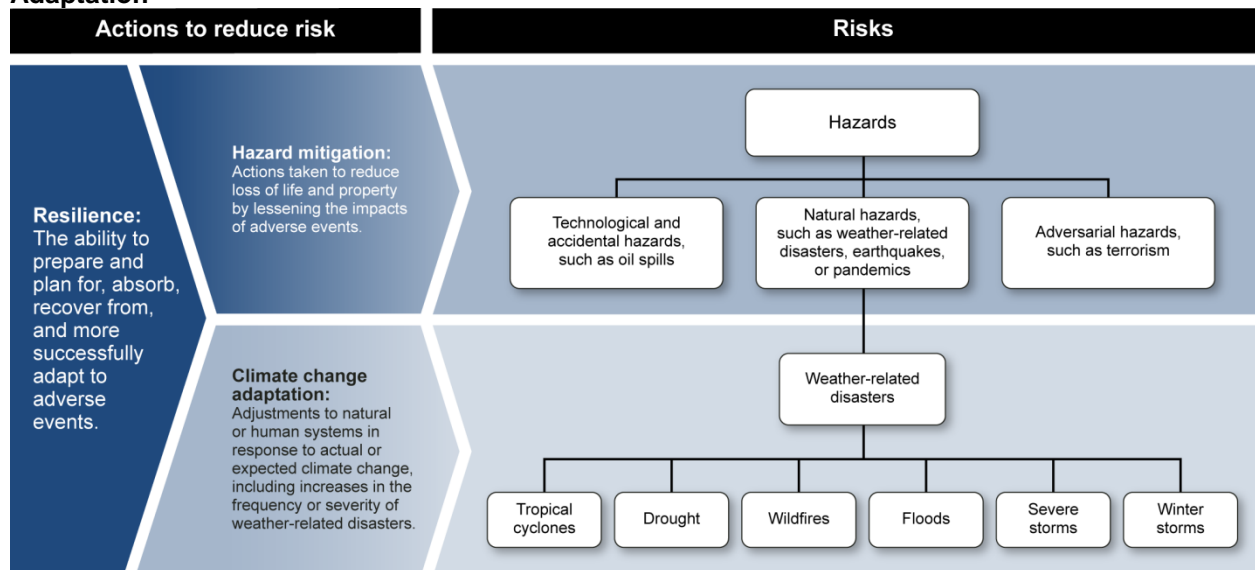 Adaptation
Actions to reduce risk
Risks
Resilience:
The ability to
prepare and
plan for, absorb,
recover from,
and more
successfully
adapt to
adverse
events.
Hazard mitigation:
Actions taken to reduce
loss of life and property
by lessening the impacts
of adverse events.
Hazards
Technological and
accidental hazards,
such as oil spills
Natural hazards,
such as weather-related
disasters, earthquakes,
or pandemics
Adversarial hazards,
such as terrorism
Climate change
adaptation:
Adjustments to natural
or human systems in
response to actual or
expected climate change,
including increases in the
frequency or severity of
weather-related disasters.
Weather-related
disasters
Tropical
cyclones
Drought
Wildfires
Floods
Severe
storms
Winter
storms